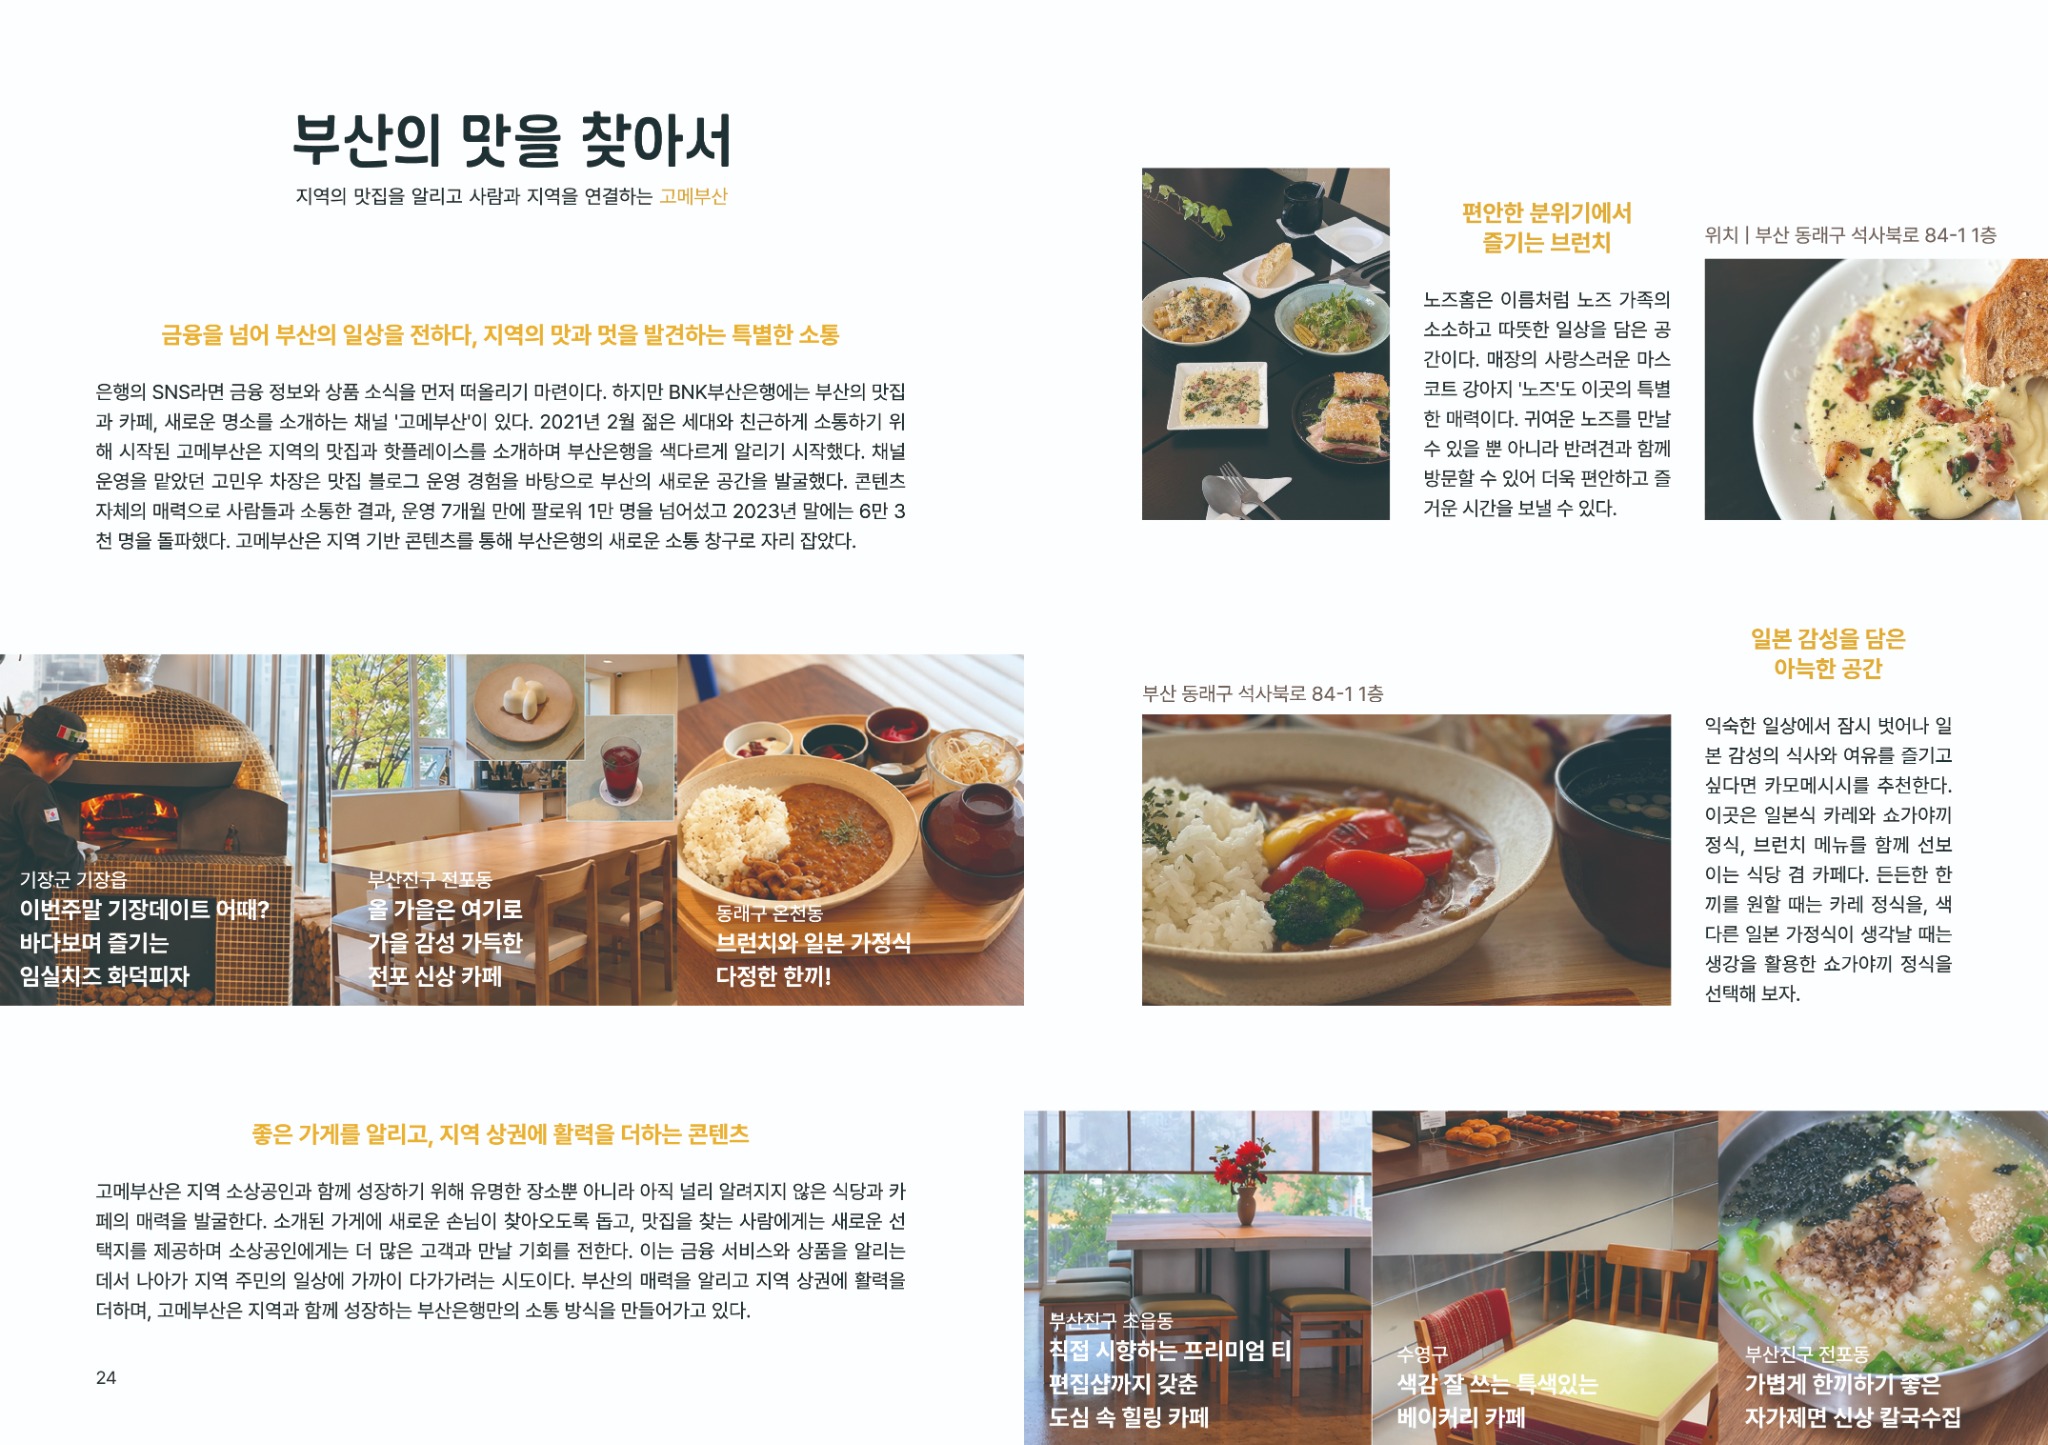 부산의 맛을 찾아서
지역의 맛집을 알리고 사람과 지역을 연결하는 고메부산
금융을 넘어 부산의 일상을 전하다, 지역의 맛과 멋을 발견하는 특별한 소통
은행의 SNS라면 금융 정보와 상품 소식을 먼저 떠올리기 마련이다. 하지만 BNK부산은행에는 부산의 맛집
과 카페, 새로운 명소를 소개하는 채널 '고메부산'이 있다. 2021년 2월 젊은 세대와 친근하게 소통하기 위
해 시작된 고메부산은 지역의 맛집과 핫플레이스를 소개하며 부산은행을 색다르게 알리기 시작했다. 채널
운영을 맡았던 고민우 차장은 맛집 블로그 운영 경험을 바탕으로 부산의 새로운 공간을 발굴했다. 콘텐츠
자체의 매력으로 사람들과 소통한 결과, 운영 7개월 만에 팔로워 1만 명을 넘어섰고 2023년 말에는 6만 3
천 명을 돌파했다. 고메부산은 지역 기반 콘텐츠를 통해 부산은행의 새로운 소통 창구로 자리 잡았다.
기장군 기장읍
이번주말 기장데이트 어때?
바다보며 즐기는
임실치즈 화덕피자
부산진구 전포동
올 가을은 여기로
가을 감성 가득한
전포 신상 카페
동래구 온천동
브런치와 일본 가정식
다정한 한끼!
좋은 가게를 알리고, 지역 상권에 활력을 더하는 콘텐츠
고메부산은 지역 소상공인과 함께 성장하기 위해 유명한 장소뿐 아니라 아직 널리 알려지지 않은 식당과 카
페의 매력을 발굴한다. 소개된 가게에 새로운 손님이 찾아오도록 돕고, 맛집을 찾는 사람에게는 새로운 선
택지를 제공하며 소상공인에게는 더 많은 고객과 만날 기회를 전한다. 이는 금융 서비스와 상품을 알리는
데서 나아가 지역 주민의 일상에 가까이 다가가려는 시도이다. 부산의 매력을 알리고 지역 상권에 활력을
더하며, 고메부산은 지역과 함께 성장하는 부산은행만의 소통 방식을 만들어가고 있다.
24
편안한 분위기에서
즐기는 브런치
노즈홈은 이름처럼 노즈 가족의
소소하고 따뜻한 일상을 담은 공
간이다. 매장의 사랑스러운 마스
코트 강아지 '노즈'도 이곳의 특별
한 매력이다. 귀여운 노즈를 만날
수 있을 뿐 아니라 반려견과 함께
방문할 수 있어 더욱 편안하고 즐
거운 시간을 보낼 수 있다.
위치 | 부산 동래구 석사북로 84-1 1층
부산 동래구 석사북로 84-1 1층
일본 감성을 담은
아늑한 공간
익숙한 일상에서 잠시 벗어나 일
본 감성의 식사와 여유를 즐기고
싶다면 카모메시시를 추천한다.
이곳은 일본식 카레와 쇼가야끼
정식, 브런치 메뉴를 함께 선보
이는 식당 겸 카페다. 든든한 한
끼를 원할 때는 카레 정식을, 색
다른 일본 가정식이 생각날 때는
생강을 활용한 쇼가야끼 정식을
선택해 보자.
부산진구 초읍동
직접 시향하는 프리미엄 티
편집샵까지 갖춘
도심 속 힐링 카페
수영구
색감 잘 쓰는 특색있는
베이커리 카페
부산진구 전포동
가볍게 한끼하기 좋은
자가제면 신상 칼국수집